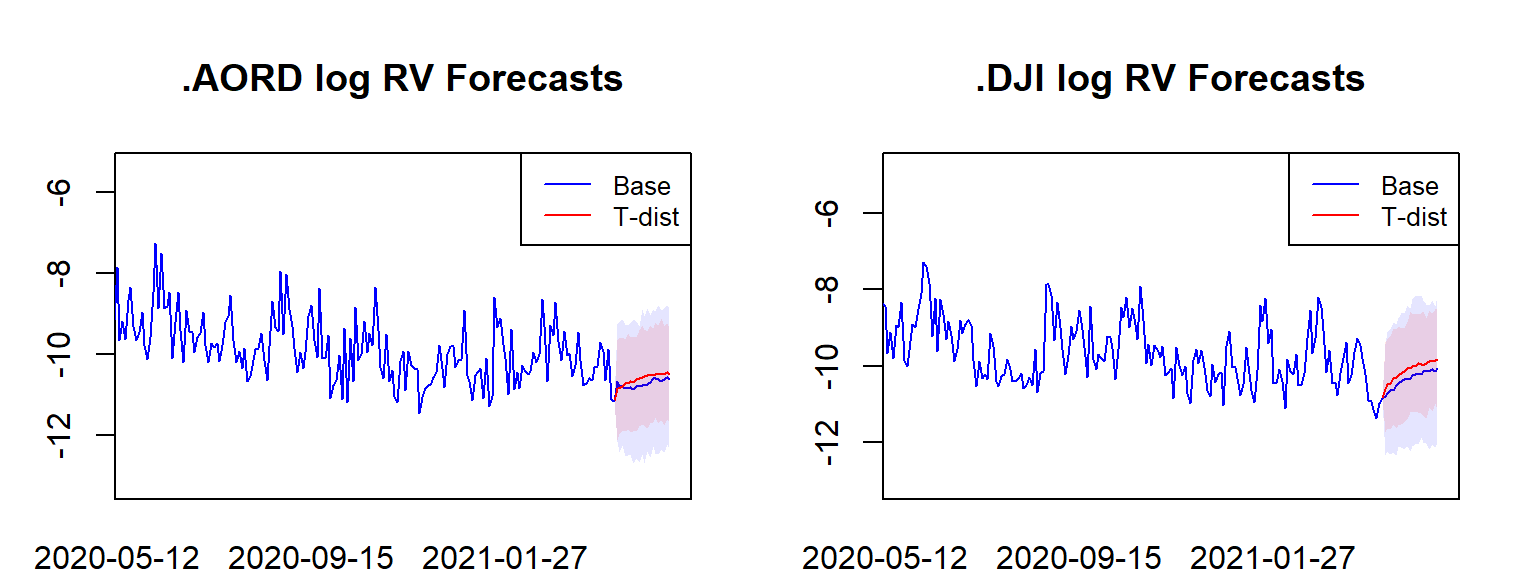 .AORD log RV Forecasts
Base
T-dist
-6
-8
-10
-12
2020-05-12 2020-09-15 2021-01-27
.DJI log RV Forecasts
Base
T-dist
-6
-8
-10
-12
2020-05-12 2020-09-15 2021-01-27